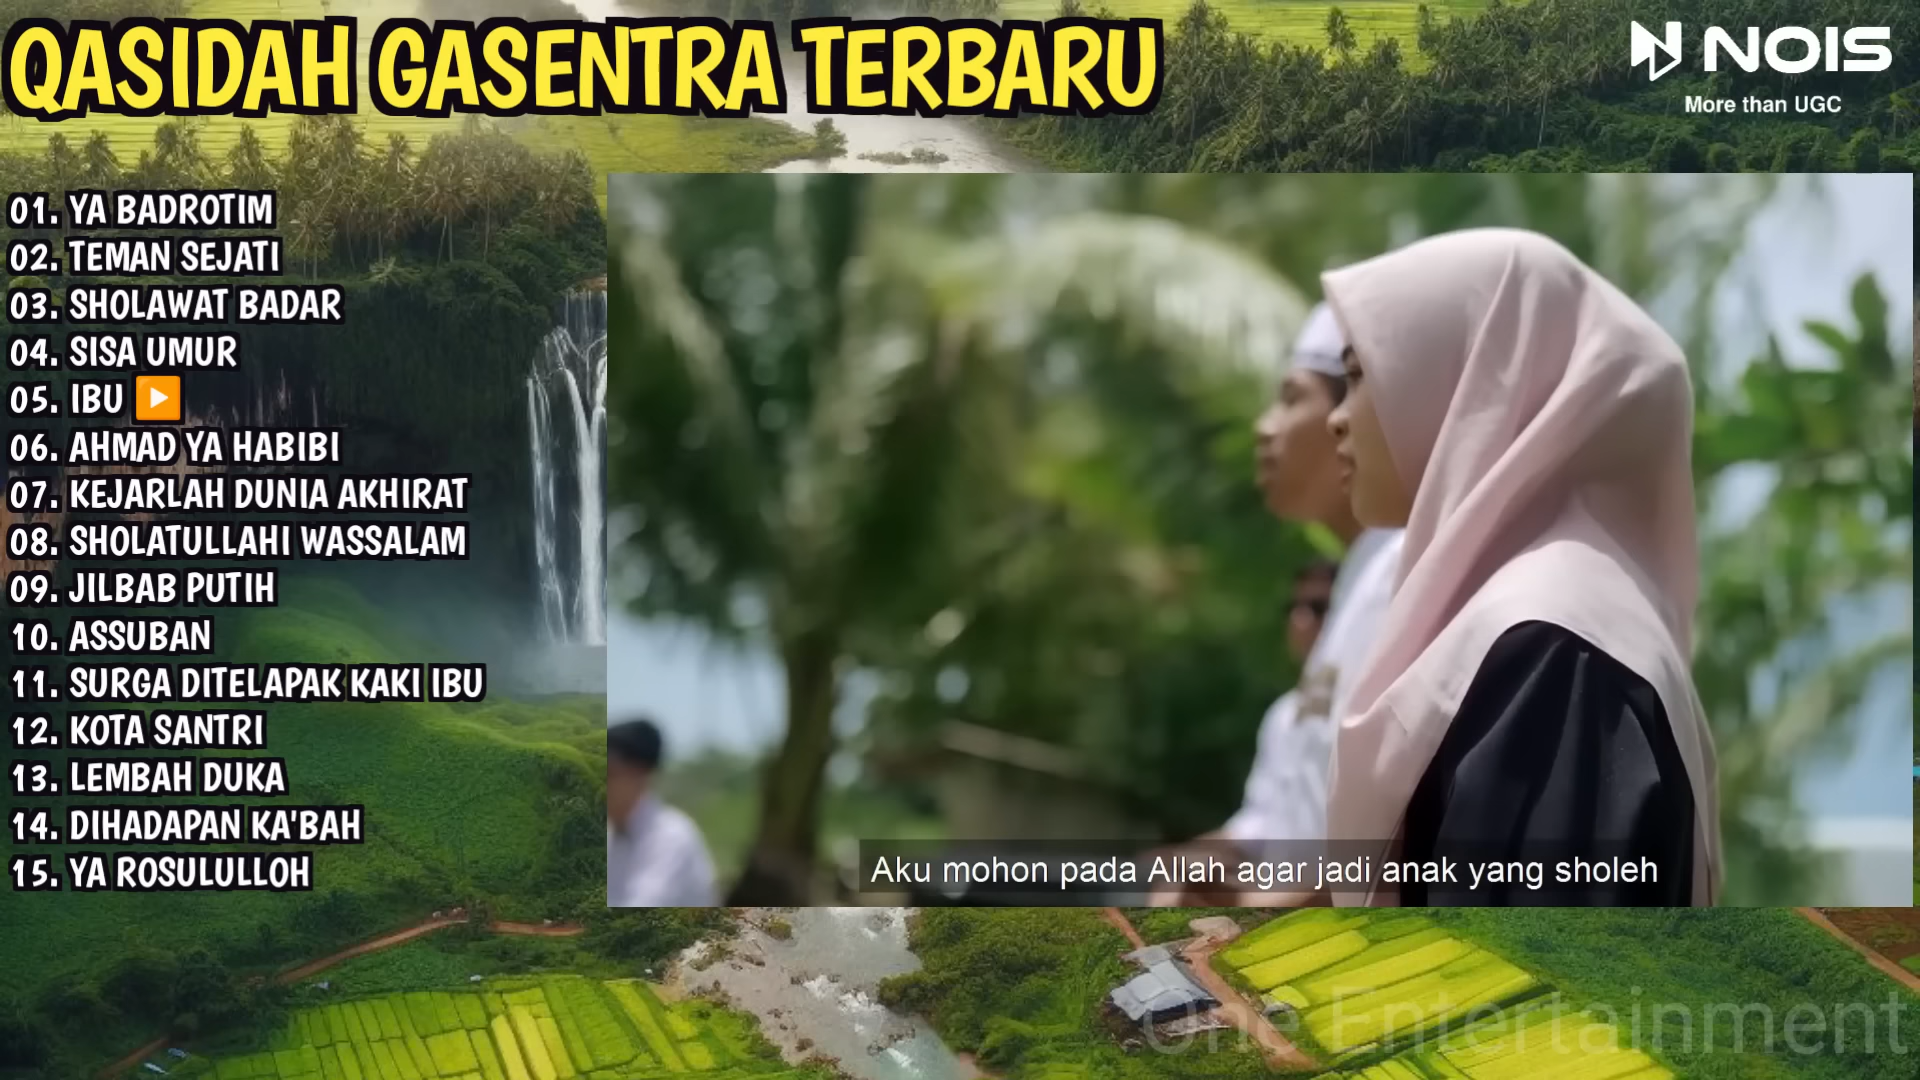 QASIDAH GASENTRA TERBARU
NOIS
More than UGC
01. YA BADROTIM
02. TEMAN SEJATI
03. SHOLAWAT BADAR
04. SISA UMUR
05. IBU
06. AHMAD YA HABIBI
07. KEJARLAH DUNIA AKHIRAT
08. SHOLATULLAHI WASSALAM
09. JILBAB PUTIH
10. ASSUBAN
11. SURGA DITELAPAK KAKI IBU
12. KOTA SANTRI
13. LEMBAH DUKA
14. DIHADAPAN KA'BAH
15. YA ROSULULLOH
Aku mohon pada Allah agar jadi anak yang sholeh
One Entertainment